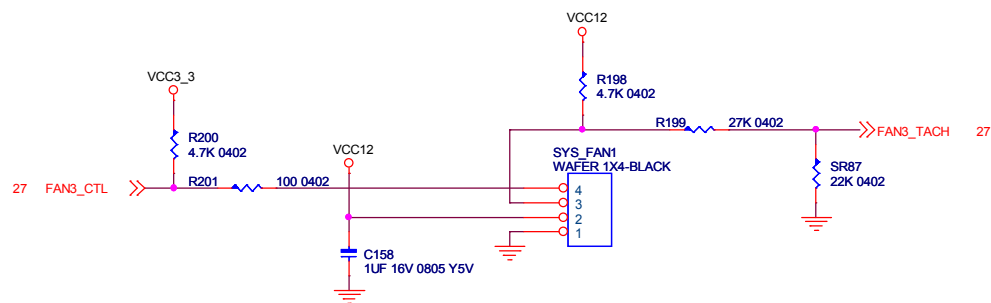 VCC12
VCC3_3
R198
4.7K 0402
R200
4.7K 0402
R199
27K 0402
FAN3_TACH
27
VCC12
SYS_FAN1
WAFER 1X4-BLACK
SR87
22K 0402
27
FAN3_CTL
R201
100 0402
4
3
2
1
C158
1UF 16V 0805 Y5V